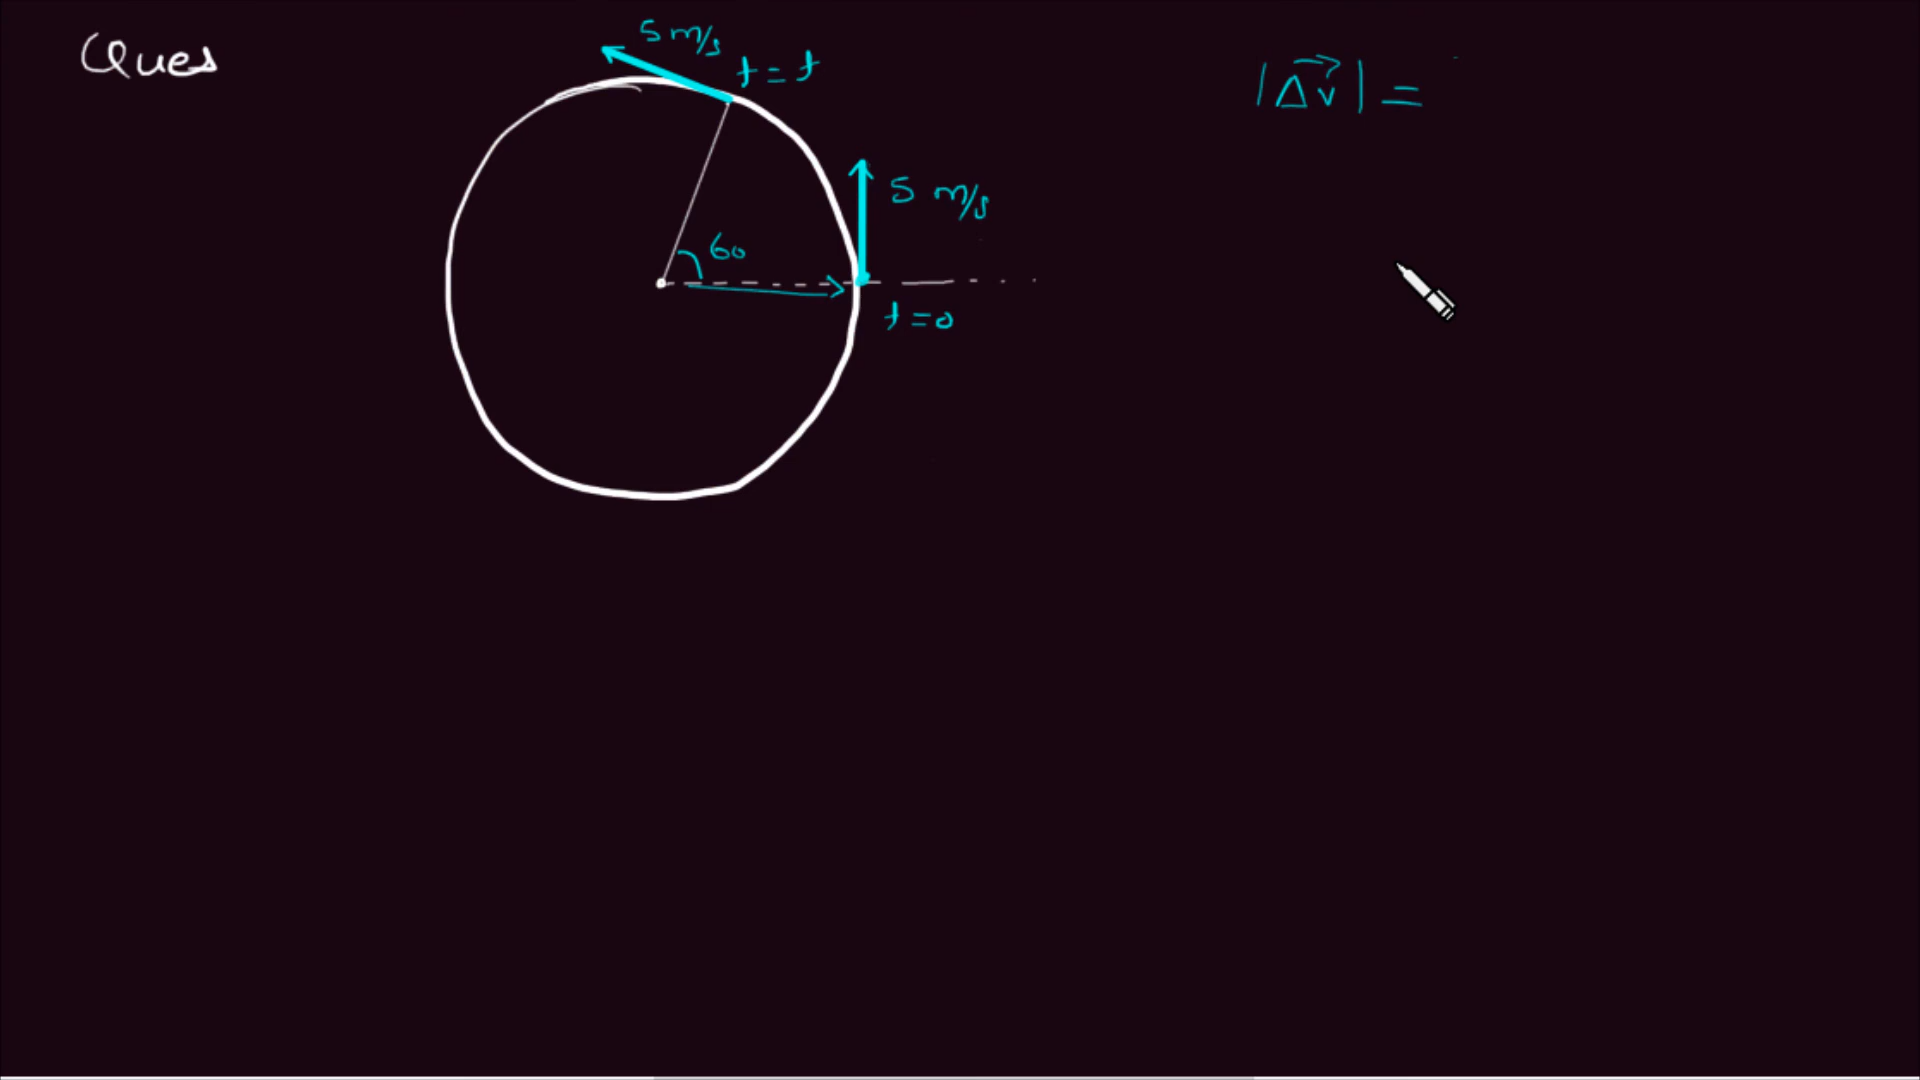 Ques
5 m/s
t = t
|Δv⃗| =
5 m/s
60
t = 0